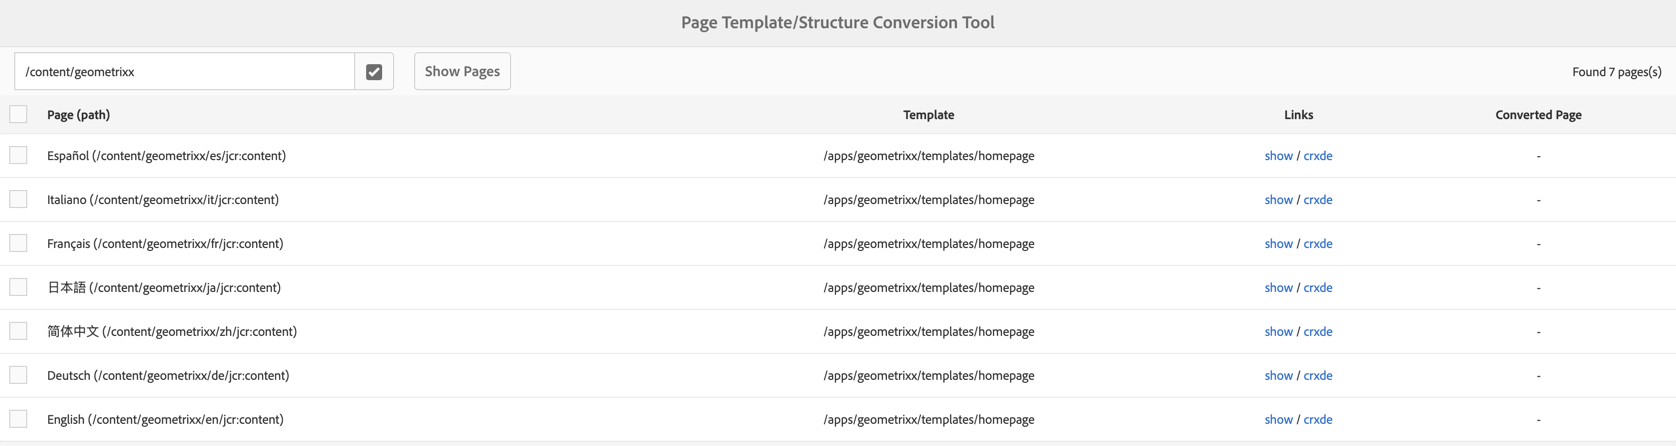 Page Template/Structure Conversion Tool
/content/geometrixx Show Pages Found 7 pages(s)
Page (path) Template Links Converted Page
Español (/content/geometrixx/es/jcr:content) /apps/geometrixx/templates/homepage show / crxde -
Italiano (/content/geometrixx/it/jcr:content) /apps/geometrixx/templates/homepage show / crxde -
Français (/content/geometrixx/fr/jcr:content) /apps/geometrixx/templates/homepage show / crxde -
日本語 (/content/geometrixx/ja/jcr:content) /apps/geometrixx/templates/homepage show / crxde -
简体中文 (/content/geometrixx/zh/jcr:content) /apps/geometrixx/templates/homepage show / crxde -
Deutsch (/content/geometrixx/de/jcr:content) /apps/geometrixx/templates/homepage show / crxde -
English (/content/geometrixx/en/jcr:content) /apps/geometrixx/templates/homepage show / crxde -